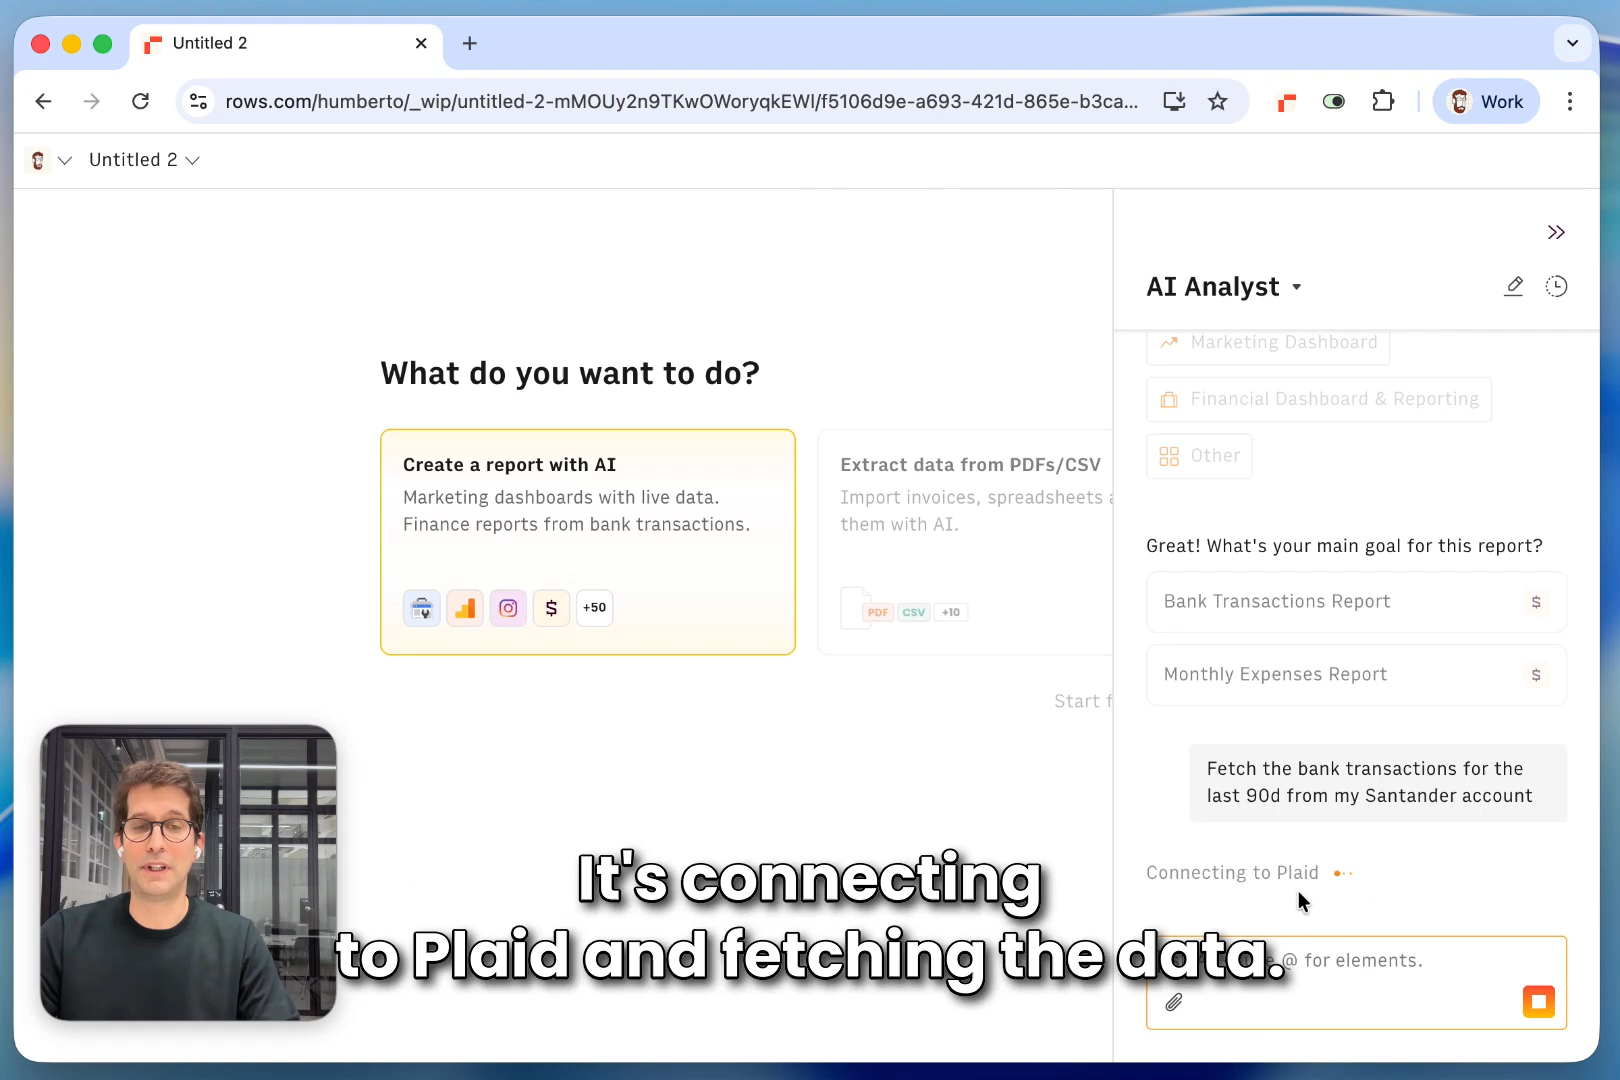 Untitled 2
rows.com/humberto/_wip/untitled-2-mMOUy2n9TKwOWoryqkEWl/f5106d9e-a693-421d-865e-b3ca...
Work
Untitled 2
AI Analyst
Marketing Dashboard
Financial Dashboard & Reporting
Other
What do you want to do?
Create a report with AI
Marketing dashboards with live data.
Finance reports from bank transactions.
$
+50
Extract data from PDFs/CSV
Import invoices, spreadsheets
them with AI.
PDF
CSV
+10
Start
Great! What's your main goal for this report?
Bank Transactions Report
$
Monthly Expenses Report
$
Fetch the bank transactions for the
last 90d from my Santander account
Connecting to Plaid
It's connecting
to Plaid and fetching the data.
@ for elements.